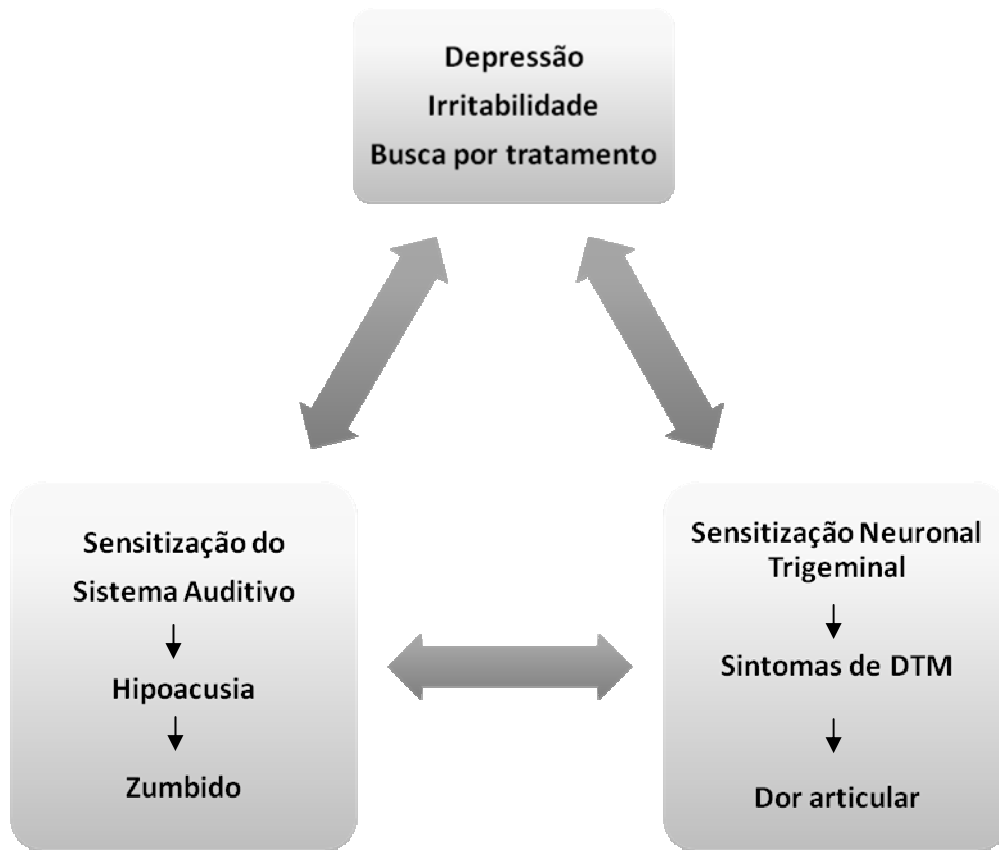 Depressão
Irritabilidade
Busca por tratamento
Sensitização do
Sistema Auditivo
Hipoacusia
Zumbido
Sensitização Neuronal
Trigeminal
Sintomas de DTM
Dor articular